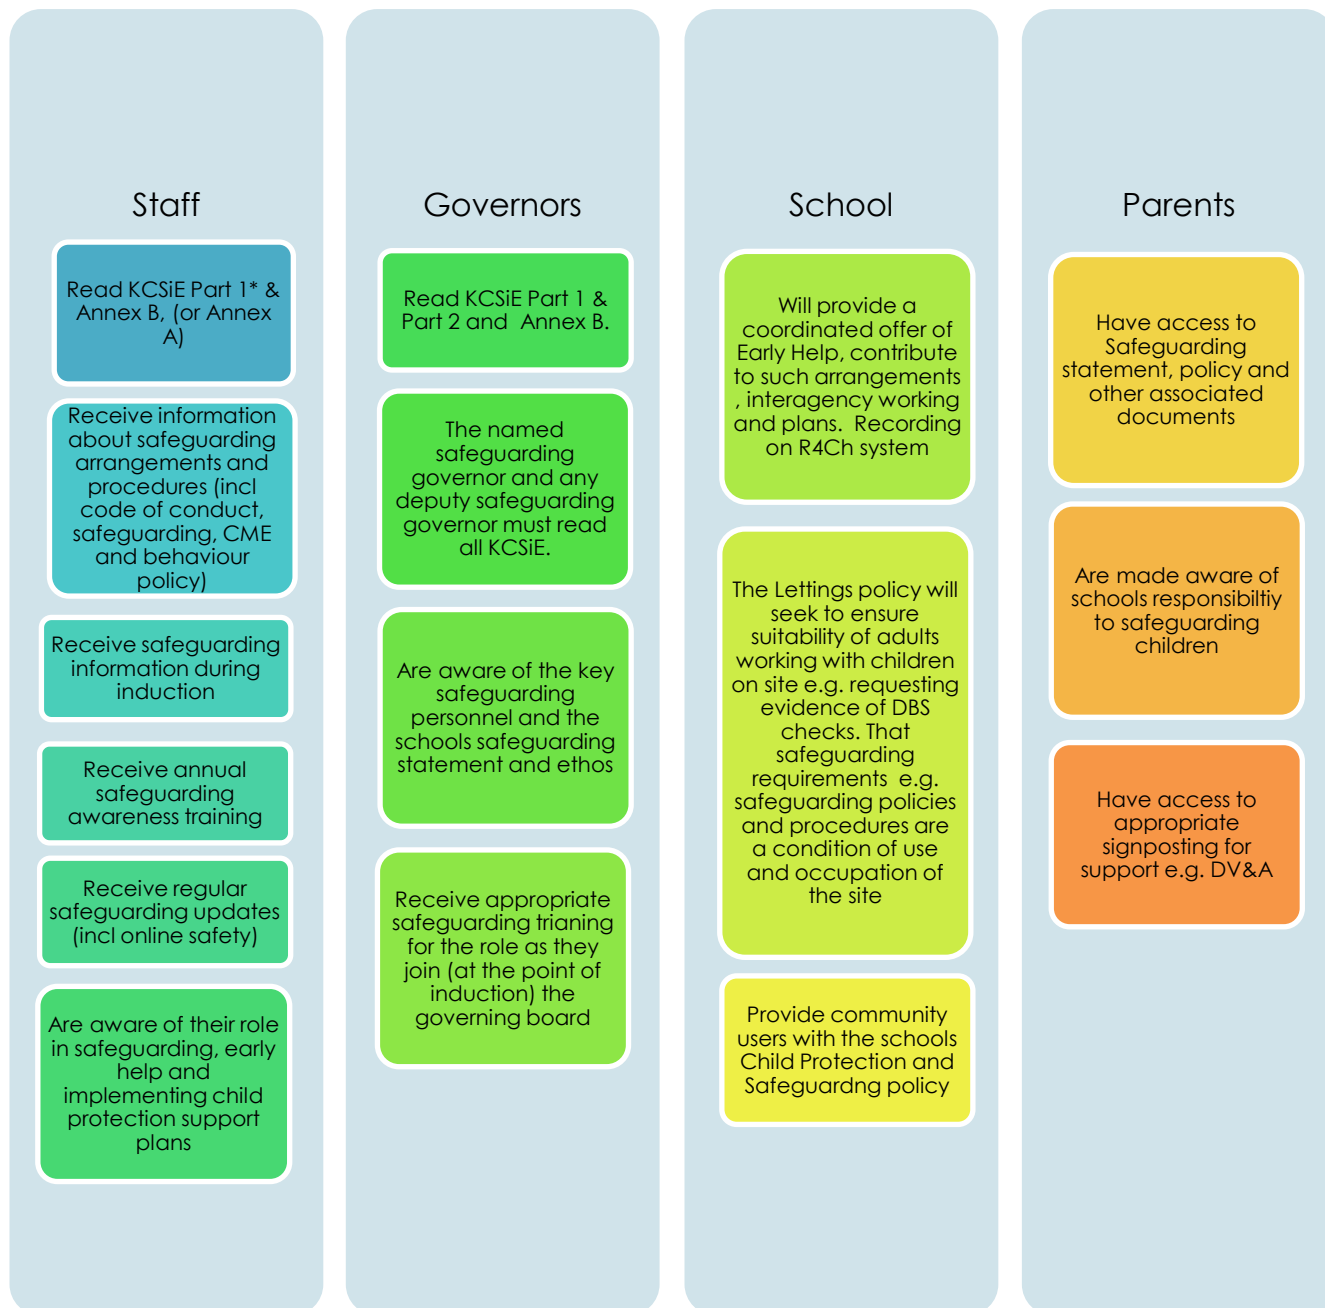 Staff
Read KCSiE Part 1* &
Annex B, (or Annex
A)
Receive information
about safeguarding
arrangements and
procedures (incl
code of conduct,
safeguarding, CME
and behaviour
policy)
Receive safeguarding
information during
induction
Receive annual
safeguarding
awareness training
Receive regular
safeguarding updates
(incl online safety)
Are aware of their role
in safeguarding, early
help and
implementing child
protection support
plans
Governors
Read KCSiE Part 1 &
Part 2 and  Annex B.
The named
safeguarding
governor and any
deputy safeguarding
governor must read
all KCSiE.
Are aware of the key
safeguarding
personnel and the
schools safeguarding
statement and ethos
Receive appropriate
safeguarding trianing
for the role as they
join (at the point of
induction) the
governing board
School
Will provide a
coordinated offer of
Early Help, contribute
to such arrangements
, interagency working
and plans.  Recording
on R4Ch system
The Lettings policy will
seek to ensure
suitability of adults
working with children
on site e.g. requesting
evidence of DBS
checks. That
safeguarding
requirements  e.g.
safeguarding policies
and procedures are
a condition of use
and occupation of
the site
Provide community
users with the schools
Child Protection and
Safeguardng policy
Parents
Have access to
Safeguarding
statement, policy and
other associated
documents
Are made aware of
schools responsibiltiy
to safeguarding
children
Have access to
appropriate
signposting for
support e.g. DV&A